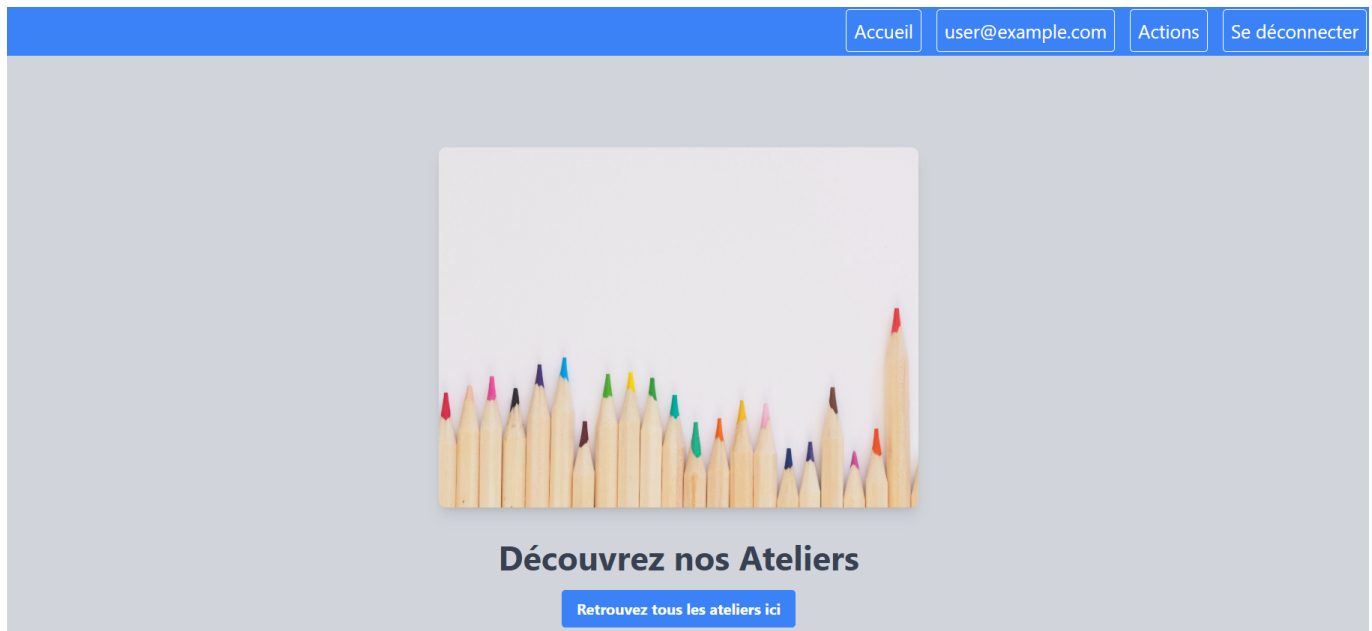 Accueil user@example.com Actions Se déconnecter
Découvrez nos Ateliers
Retrouvez tous les ateliers ici